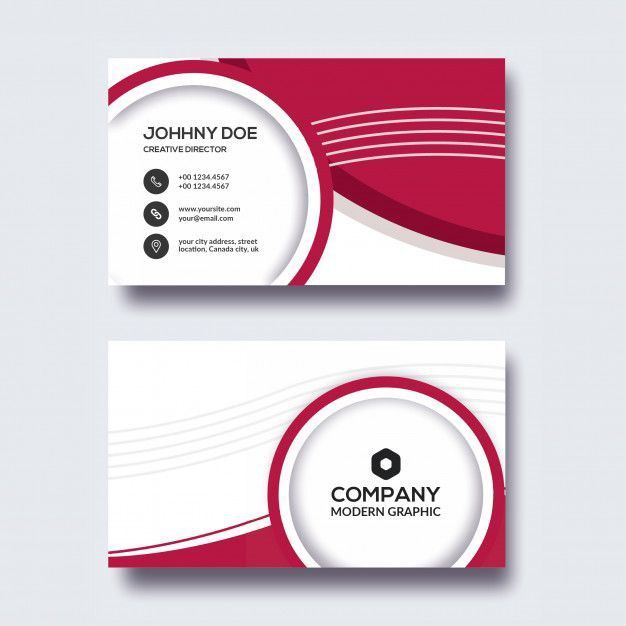 JOHHNY DOE
CREATIVE DIRECTOR
+00 1234.4567
+00 1234.4567
www.yoursite.com
your@email.com
your city address, street
location, Canada city, uk
COMPANY
MODERN GRAPHIC